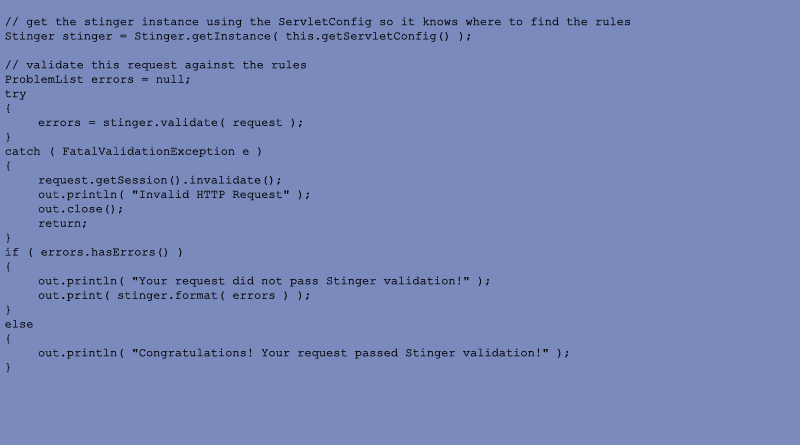 // get the stinger instance using the ServletConfig so it knows where to find the rules
Stinger stinger = Stinger.getInstance( this.getServletConfig() );

// validate this request against the rules
ProblemList errors = null;
try
{
     errors = stinger.validate( request );
}
catch ( FatalValidationException e )
{
     request.getSession().invalidate();
     out.println( "Invalid HTTP Request" );
     out.close();
     return;
}
if ( errors.hasErrors() )
{
     out.println( "Your request did not pass Stinger validation!" );
     out.print( stinger.format( errors ) );
}
else
{
     out.println( "Congratulations! Your request passed Stinger validation!" );
}